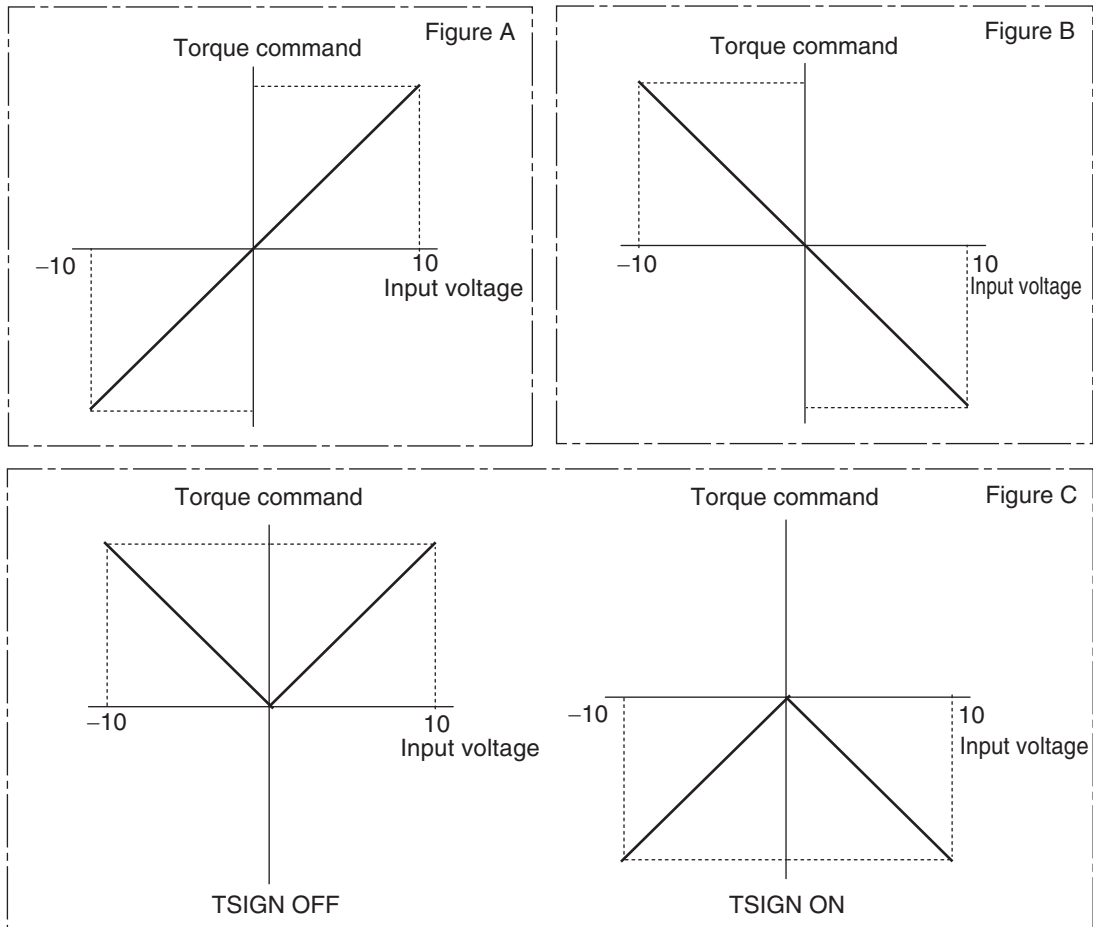 Figure A
Torque command
–10
10
Input voltage
Figure B
Torque command
–10
10
Input voltage
Figure C
Torque command
–10
10
Input voltage
TSIGN OFF
Torque command
–10
10
Input voltage
TSIGN ON